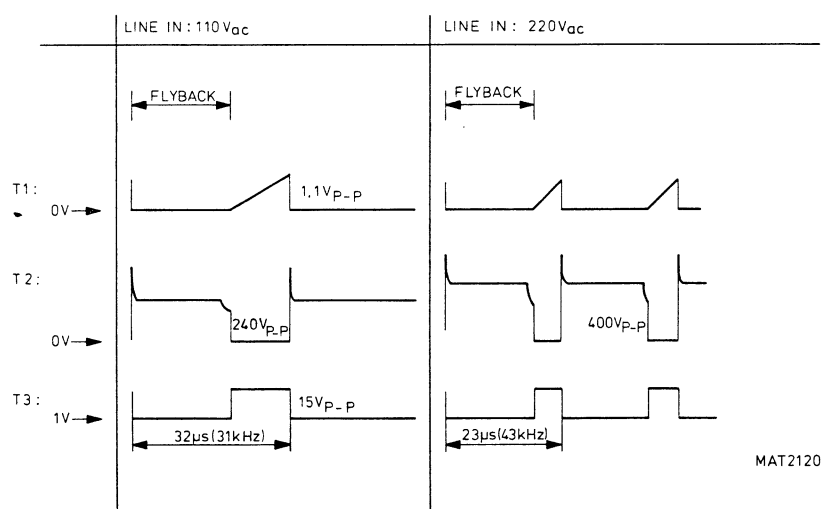 LINE IN: 110Vac
LINE IN: 220Vac
FLYBACK
FLYBACK
T1:
0V
1,1Vp-p
T2:
240Vp-p
400Vp-p
0V
T3:
15Vp-p
1V
32µs(31kHz)
23µs(43kHz)
MAT2120